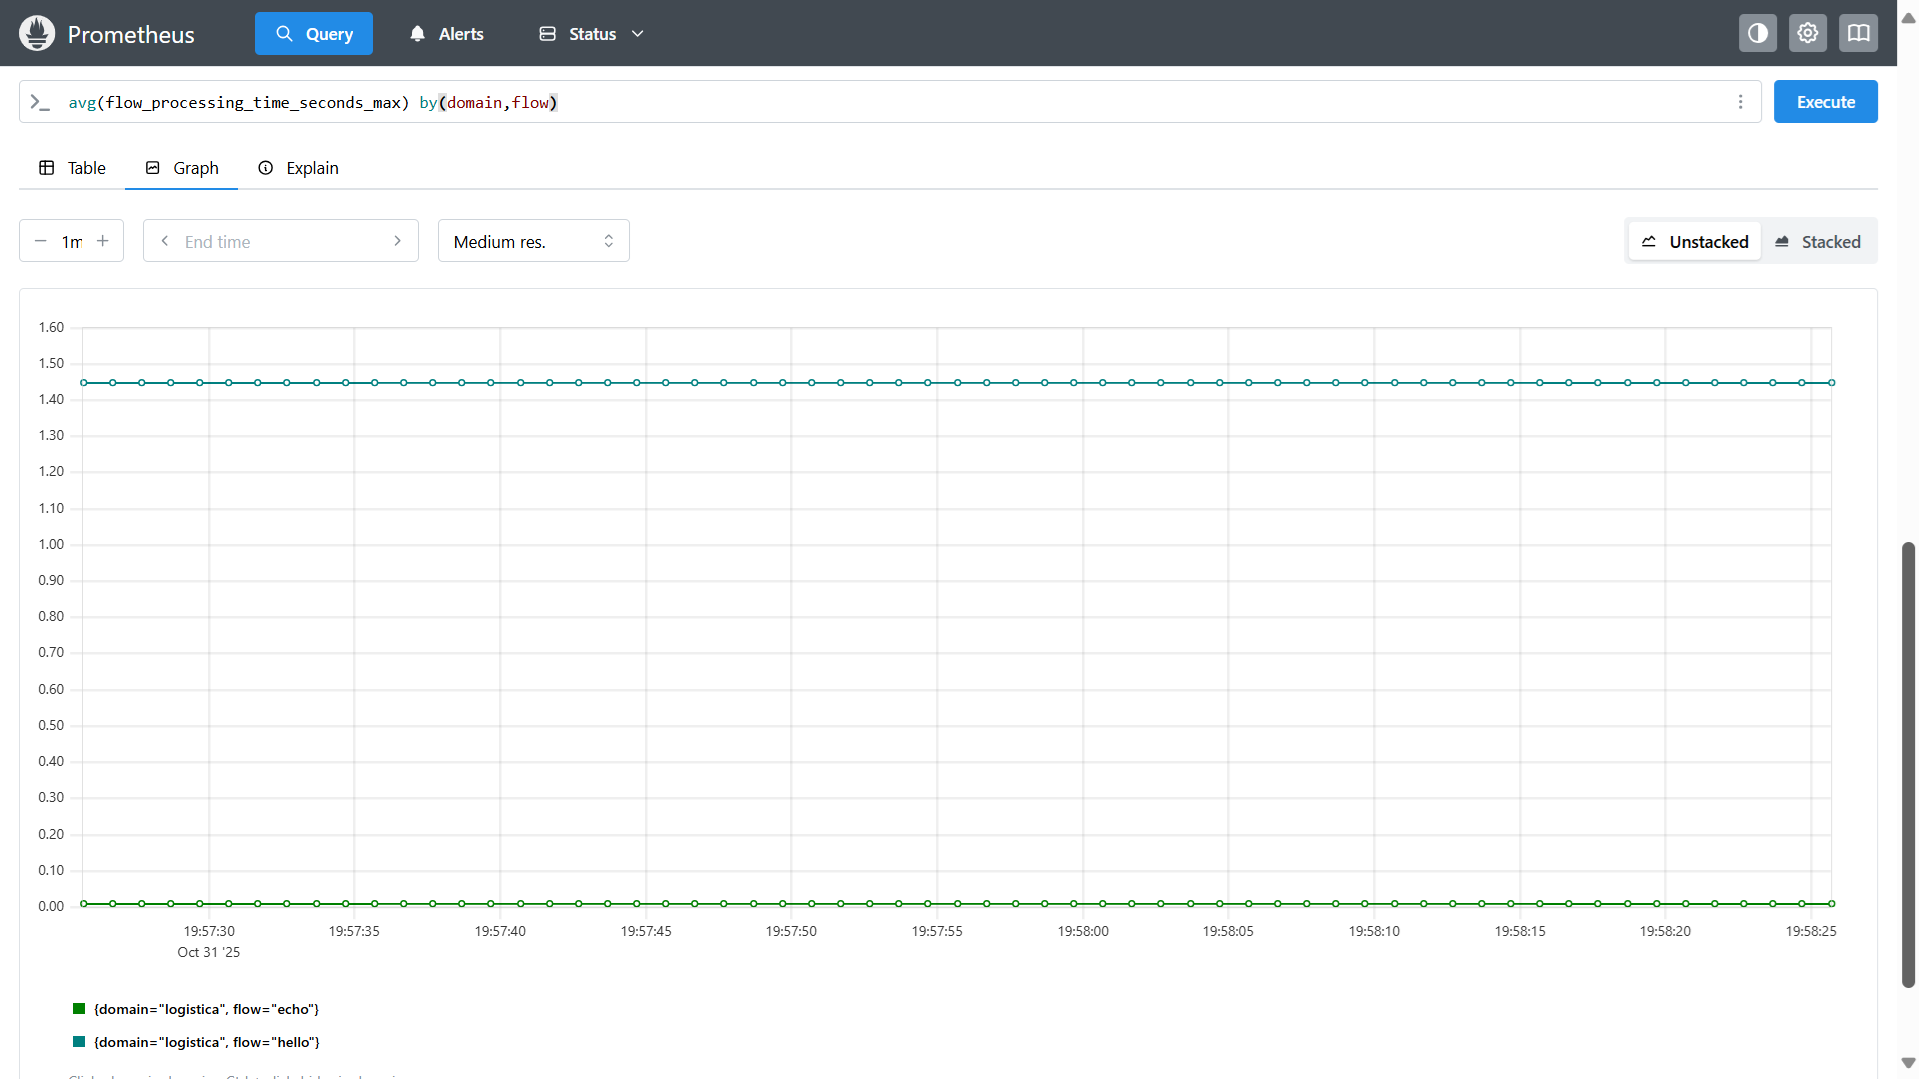 Prometheus
Query
Alerts
Status
avg(flow_processing_time_seconds_max) by(domain,flow)
Execute
Table
Graph
Explain
1m
End time
Medium res.
Unstacked
Stacked
1.60
1.50
1.40
1.30
1.20
1.10
1.00
0.90
0.80
0.70
0.60
0.50
0.40
0.30
0.20
0.10
0.00
19:57:30 19:57:35 19:57:40 19:57:45 19:57:50 19:57:55 19:58:00 19:58:05 19:58:10 19:58:15 19:58:20 19:58:25
Oct 31 '25
{domain="logistica", flow="echo"}
{domain="logistica", flow="hello"}